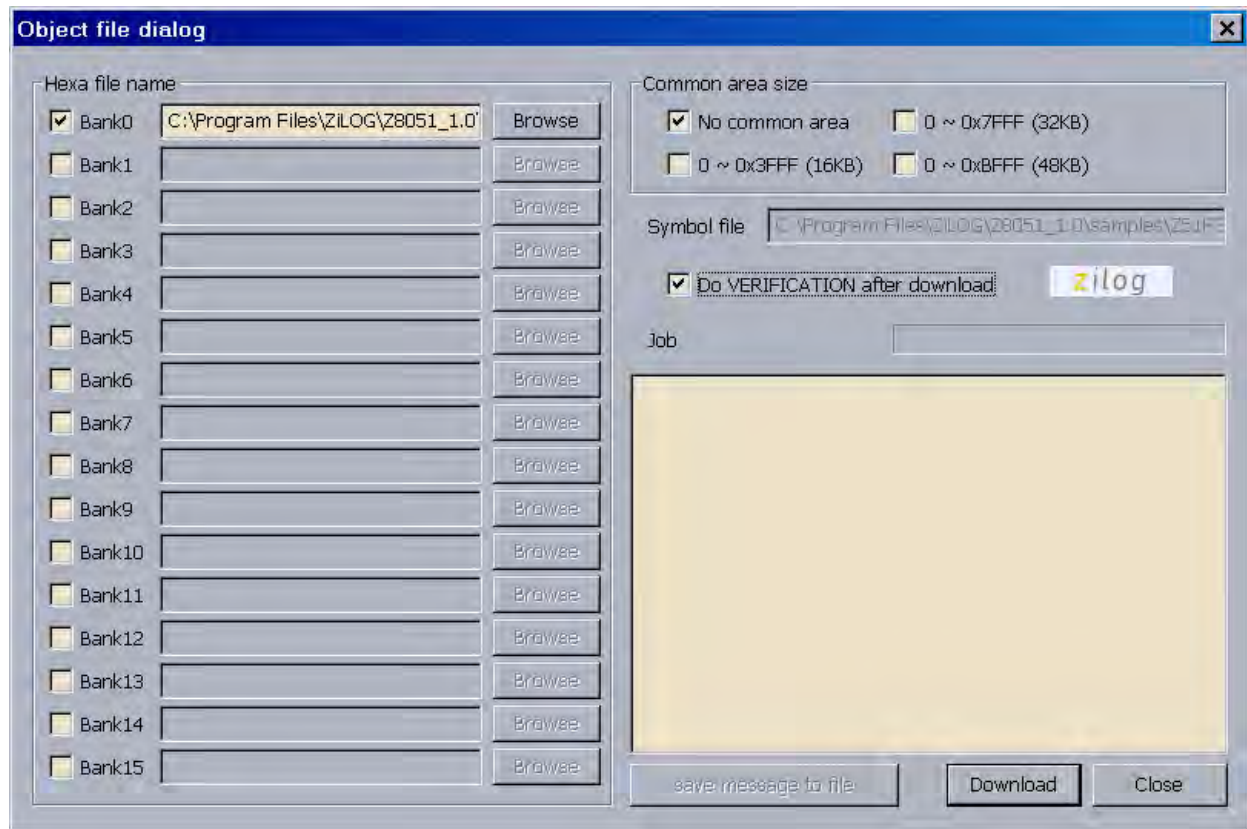 Object file dialog
Hexa file name
Bank0 C:\Program Files\ZiLOG\Z8051_1.0\ Browse
Bank1 Browse
Bank2 Browse
Bank3 Browse
Bank4 Browse
Bank5 Browse
Bank6 Browse
Bank7 Browse
Bank8 Browse
Bank9 Browse
Bank10 Browse
Bank11 Browse
Bank12 Browse
Bank13 Browse
Bank14 Browse
Bank15 Browse
Common area size
No common area 0 ~ 0x7FFF (32KB)
0 ~ 0x3FFF (16KB) 0 ~ 0xBFFF (48KB)
Symbol file C:\Program Files\ZiLOG\Z8051_1.0\samples\
Do VERIFICATION after download zilog
Job
save message to file Download Close